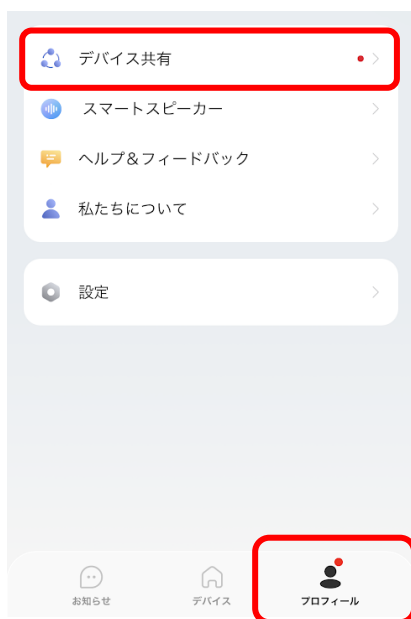 デバイス共有
スマートスピーカー
ヘルプ＆フィードバック
私たちについて
設定
お知らせ
デバイス
プロフィール